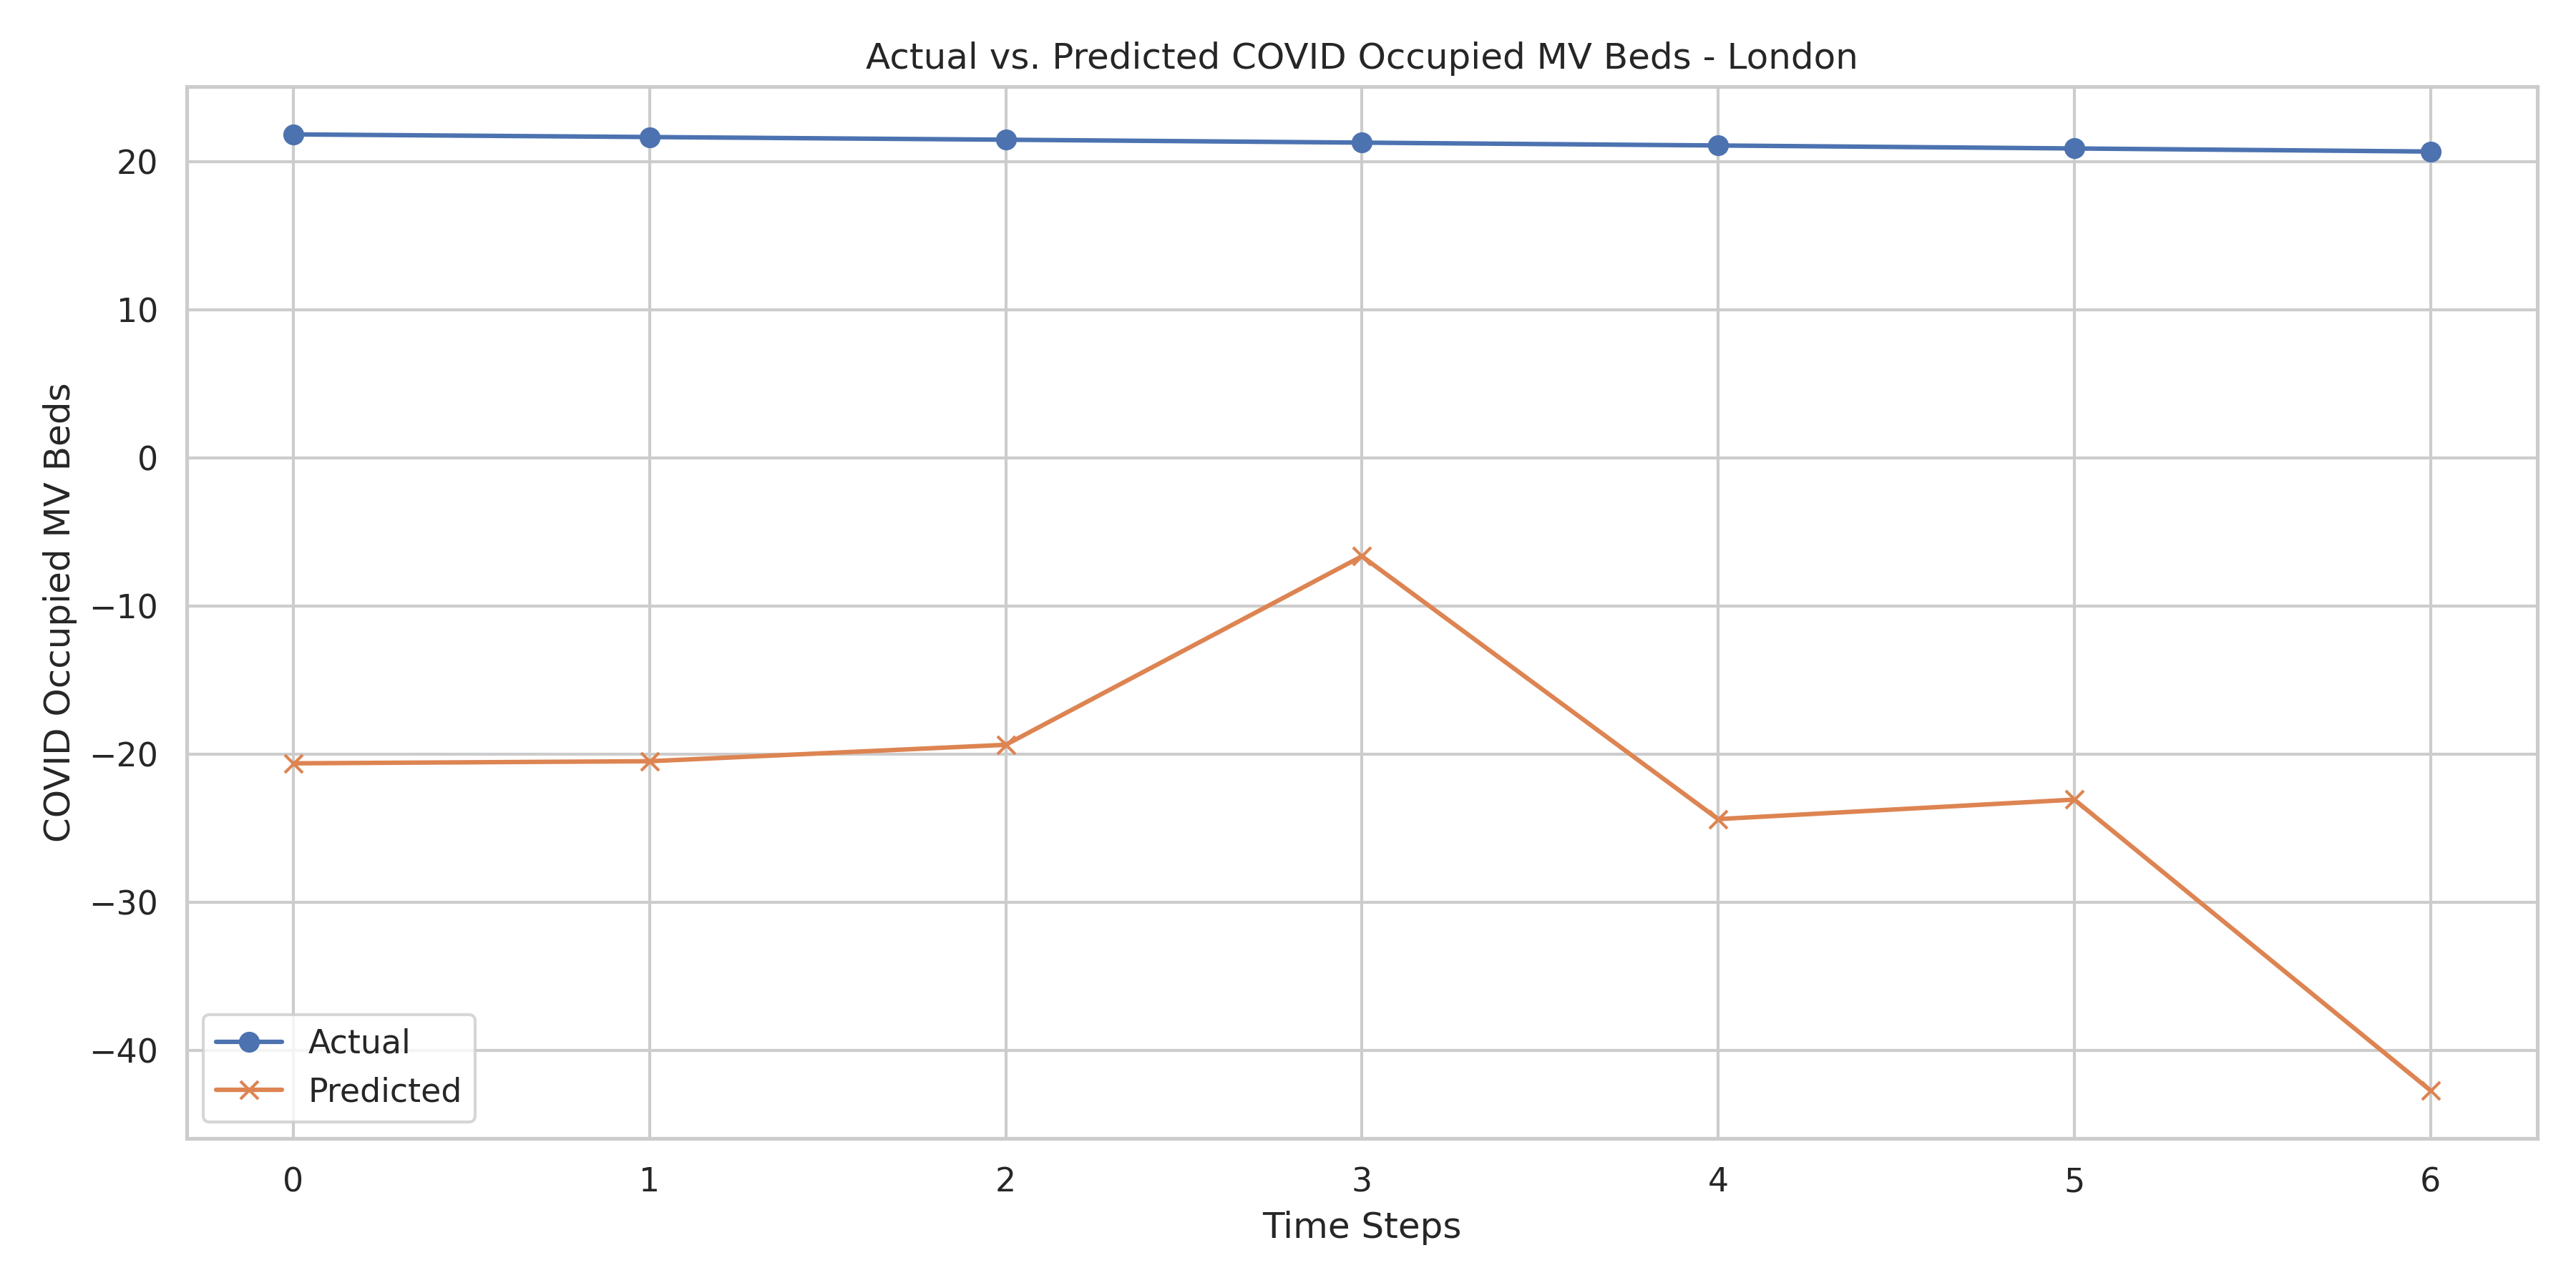 Actual vs. Predicted COVID Occupied MV Beds - London
COVID Occupied MV Beds
20
10
0
−10
−20
−30
−40
Actual
Predicted
0 1 2 3 4 5 6
Time Steps